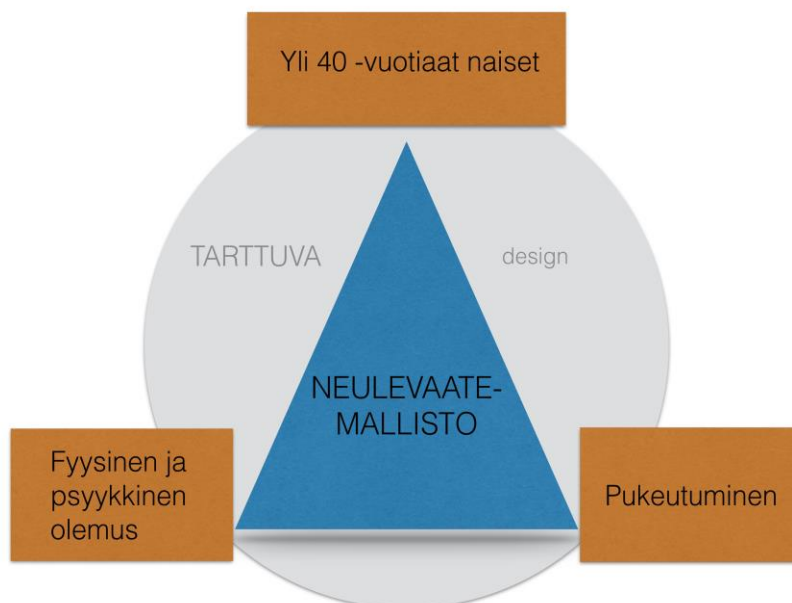 Yli 40 -vuotiaat naiset
TARTTUVA
design
NEULEVAATE-
MALLISTO
Fyysinen ja
psyykkinen
olemus
Pukeutuminen